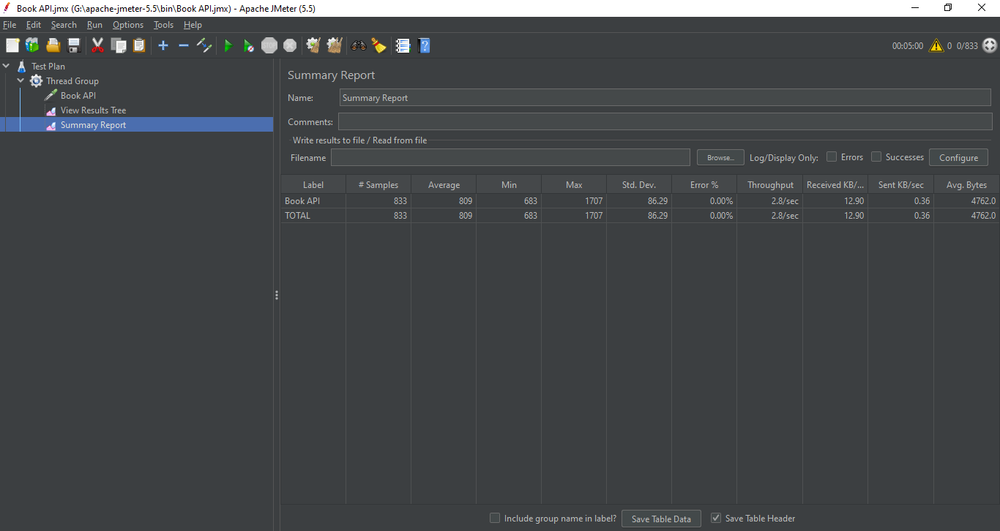 Book API.jmx (G:\apache-jmeter-5.5\bin\Book API.jmx) - Apache JMeter (5.5)
File Edit Search Run Options Tools Help
STOP ? 00:05:00 0 0/833
Test Plan
Thread Group
Book API
View Results Tree
Summary Report
Summary Report
Name: Summary Report
Comments:
Write results to file / Read from file
Filename Browse... Log/Display Only: Errors Successes Configure
Label # Samples Average Min Max Std. Dev. Error % Throughput Received KB/... Sent KB/sec Avg. Bytes
Book API 833 809 683 1707 86.29 0.00% 2.8/sec 12.90 0.36 4762.0
TOTAL 833 809 683 1707 86.29 0.00% 2.8/sec 12.90 0.36 4762.0
Include group name in label? Save Table Data Save Table Header